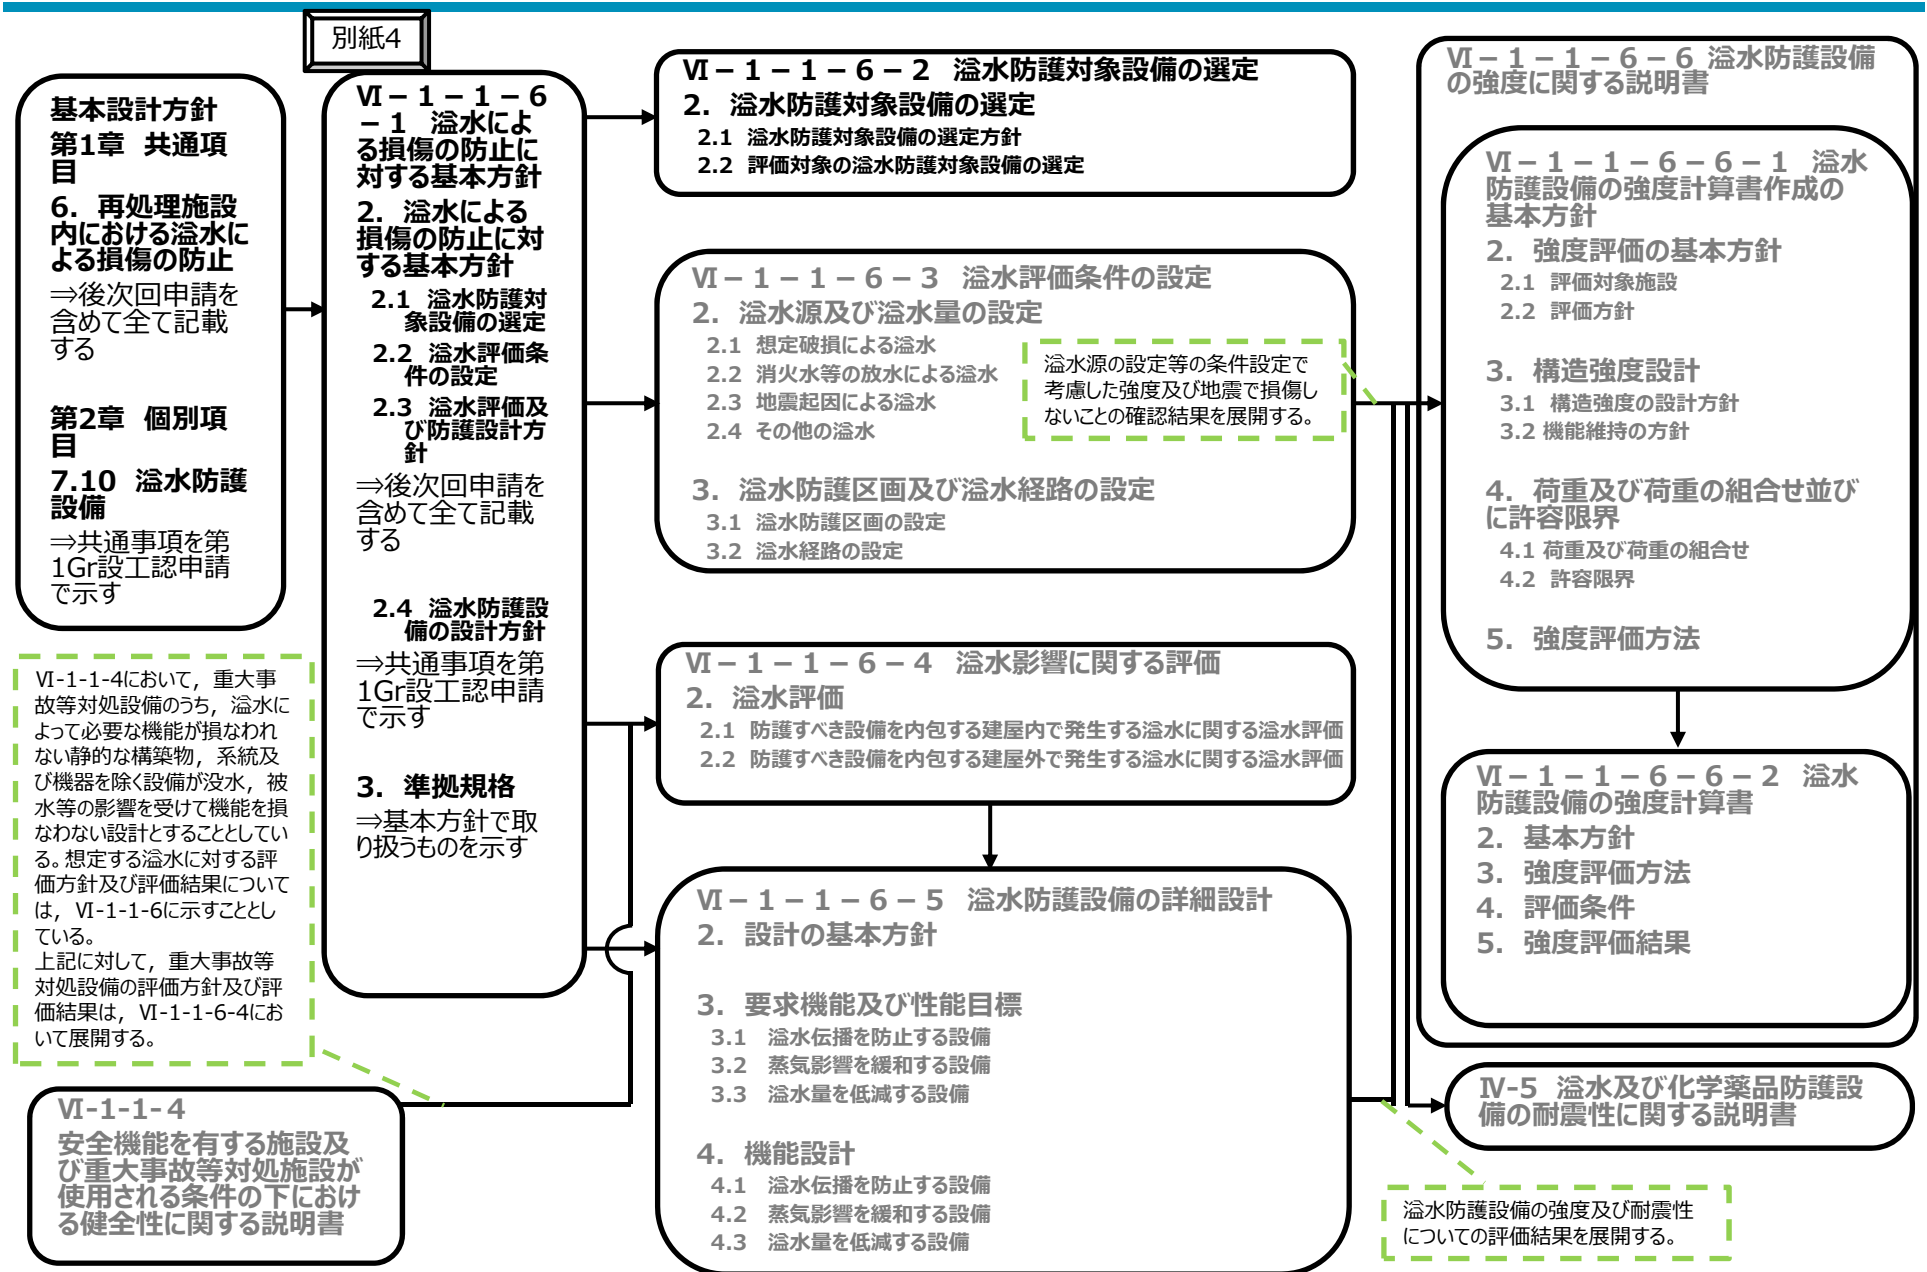 別紙4
基本設計方針
第1章 共通項
目
6. 再処理施設
内における溢水に
よる損傷の防止
⇒後次回申請を
含めて全て記載
する
第2章 個別項
目
7.10 溢水防護
設備
⇒共通事項を第
1Gr設工認申請
で示す
Ⅵ－１－１－６
－１ 溢水によ
る損傷の防止に
対する基本方針
2. 溢水による
損傷の防止に対
する基本方針
2.1 溢水防護対
象設備の選定
2.2 溢水評価条
件の設定
2.3 溢水評価及
び防護設計方
針
⇒後次回申請を
含めて全て記載
する
2.4 溢水防護設
備の設計方針
⇒共通事項を第
1Gr設工認申請
で示す
3. 準拠規格
⇒基本方針で取
り扱うものを示す
Ⅵ－１－１－６－２ 溢水防護対象設備の選定
2. 溢水防護対象設備の選定
2.1 溢水防護対象設備の選定方針
2.2 評価対象の溢水防護対象設備の選定
Ⅵ－１－１－６－３ 溢水評価条件の設定
2. 溢水源及び溢水量の設定
2.1 想定破損による溢水
2.2 消火水等の放水による溢水
2.3 地震起因による溢水
2.4 その他の溢水
3. 溢水防護区画及び溢水経路の設定
3.1 溢水防護区画の設定
3.2 溢水経路の設定
溢水源の設定等の条件設定で
考慮した強度及び地震で損傷し
ないことの確認結果を展開する。
Ⅵ－１－１－６－４ 溢水影響に関する評価
2. 溢水評価
2.1 防護すべき設備を内包する建屋内で発生する溢水に関する溢水評価
2.2 防護すべき設備を内包する建屋外で発生する溢水に関する溢水評価
Ⅵ－１－１－６－５ 溢水防護設備の詳細設計
2. 設計の基本方針
3. 要求機能及び性能目標
3.1 溢水伝播を防止する設備
3.2 蒸気影響を緩和する設備
3.3 溢水量を低減する設備
4. 機能設計
4.1 溢水伝播を防止する設備
4.2 蒸気影響を緩和する設備
4.3 溢水量を低減する設備
Ⅵ－１－１－６－６ 溢水防護設備
の強度に関する説明書
Ⅵ－１－１－６－６－１ 溢水
防護設備の強度計算書作成の
基本方針
2. 強度評価の基本方針
2.1 評価対象施設
2.2 評価方針
3. 構造強度設計
3.1 構造強度の設計方針
3.2 機能維持の方針
4. 荷重及び荷重の組合せ並び
に許容限界
4.1 荷重及び荷重の組合せ
4.2 許容限界
5. 強度評価方法
Ⅵ－１－１－６－６－２ 溢水
防護設備の強度計算書
2. 基本方針
3. 強度評価方法
4. 評価条件
5. 強度評価結果
Ⅳ-5 溢水及び化学薬品防護設
備の耐震性に関する説明書
溢水防護設備の強度及び耐震性
についての評価結果を展開する。
Ⅵ-1-1-4において，重大事
故等対処設備のうち，溢水に
よって必要な機能が損なわれ
ない静的な構築物，系統及
び機器を除く設備が没水，被
水等の影響を受けて機能を損
なわない設計とすることとしてい
る。想定する溢水に対する評
価方針及び評価結果について
は，Ⅵ-1-1-6に示すこととし
ている。
上記に対して，重大事故等
対処設備の評価方針及び評
価結果は，Ⅵ-1-1-6-4にお
いて展開する。
Ⅵ-1-1-４
安全機能を有する施設及
び重大事故等対処施設が
使用される条件の下におけ
る健全性に関する説明書